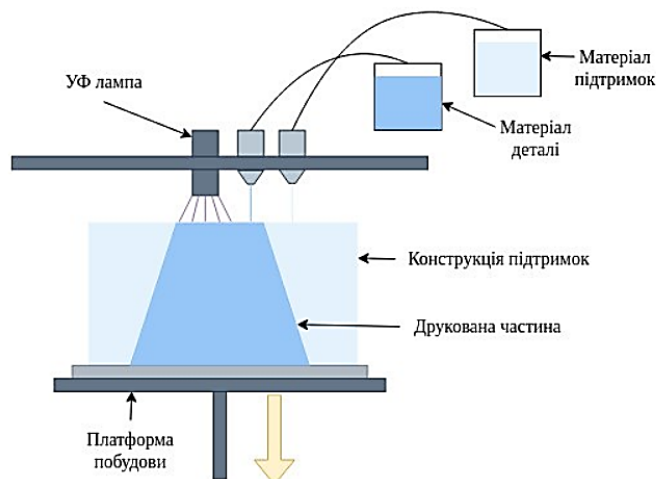 Матеріал
підтримок
УФ лампа
Матеріал
деталі
Конструкція підтримок
Друкована частина
Платформа
побудови